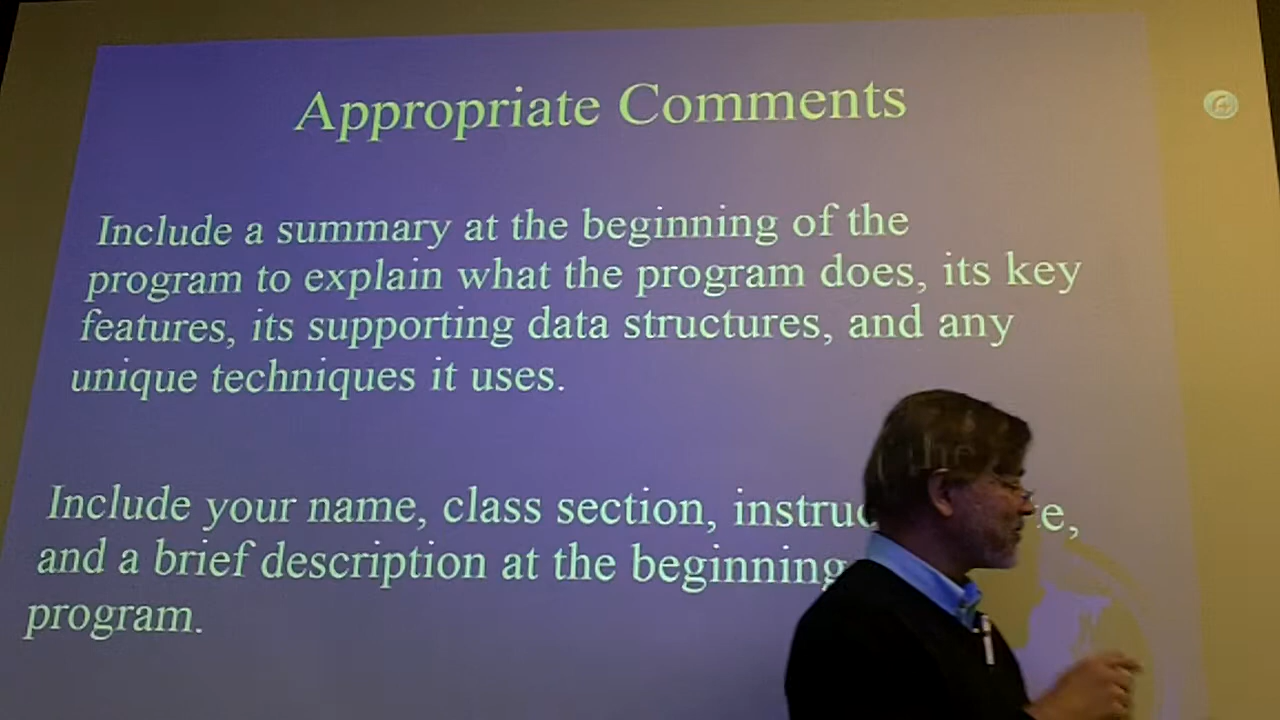 Appropriate Comments
Include a summary at the beginning of the
program to explain what the program does, its key
features, its supporting data structures, and any
unique techniques it uses.
Include your name, class section,
and a brief description at the beginning
program.